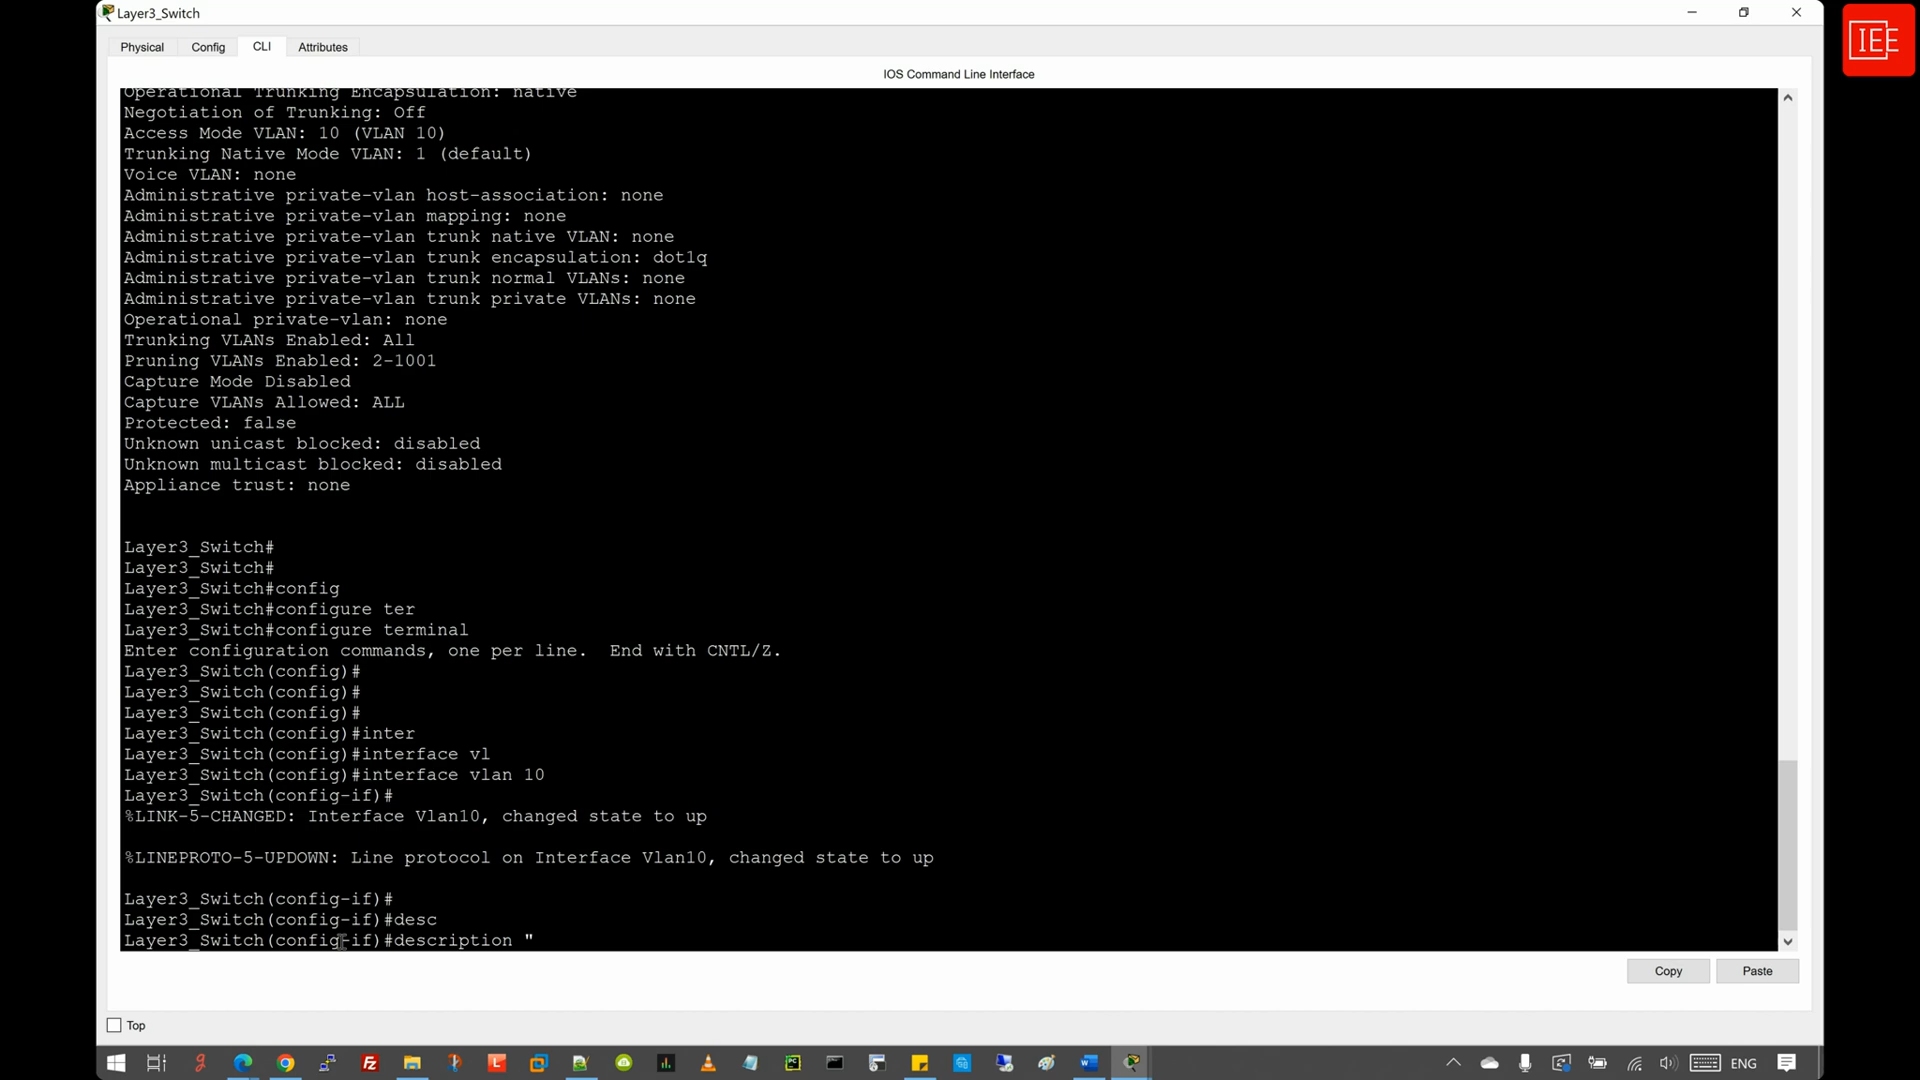 Layer3_Switch
IEE
Physical Config CLI Attributes
IOS Command Line Interface
Operational Trunking Encapsulation: native
Negotiation of Trunking: Off
Access Mode VLAN: 10 (VLAN 10)
Trunking Native Mode VLAN: 1 (default)
Voice VLAN: none
Administrative private-vlan host-association: none
Administrative private-vlan mapping: none
Administrative private-vlan trunk native VLAN: none
Administrative private-vlan trunk encapsulation: dot1q
Administrative private-vlan trunk normal VLANs: none
Administrative private-vlan trunk private VLANs: none
Operational private-vlan: none
Trunking VLANs Enabled: All
Pruning VLANs Enabled: 2-1001
Capture Mode Disabled
Capture VLANs Allowed: ALL
Protected: false
Unknown unicast blocked: disabled
Unknown multicast blocked: disabled
Appliance trust: none
Layer3_Switch#
Layer3_Switch#
Layer3_Switch#config
Layer3_Switch#configure ter
Layer3_Switch#configure terminal
Enter configuration commands, one per line.  End with CNTL/Z.
Layer3_Switch(config)#
Layer3_Switch(config)#
Layer3_Switch(config)#
Layer3_Switch(config)#inter
Layer3_Switch(config)#interface vl
Layer3_Switch(config)#interface vlan 10
Layer3_Switch(config-if)#
%LINK-5-CHANGED: Interface Vlan10, changed state to up
%LINEPROTO-5-UPDOWN: Line protocol on Interface Vlan10, changed state to up
Layer3_Switch(config-if)#
Layer3_Switch(config-if)#desc
Layer3_Switch(config-if)#description "
Copy Paste
Top
ENG